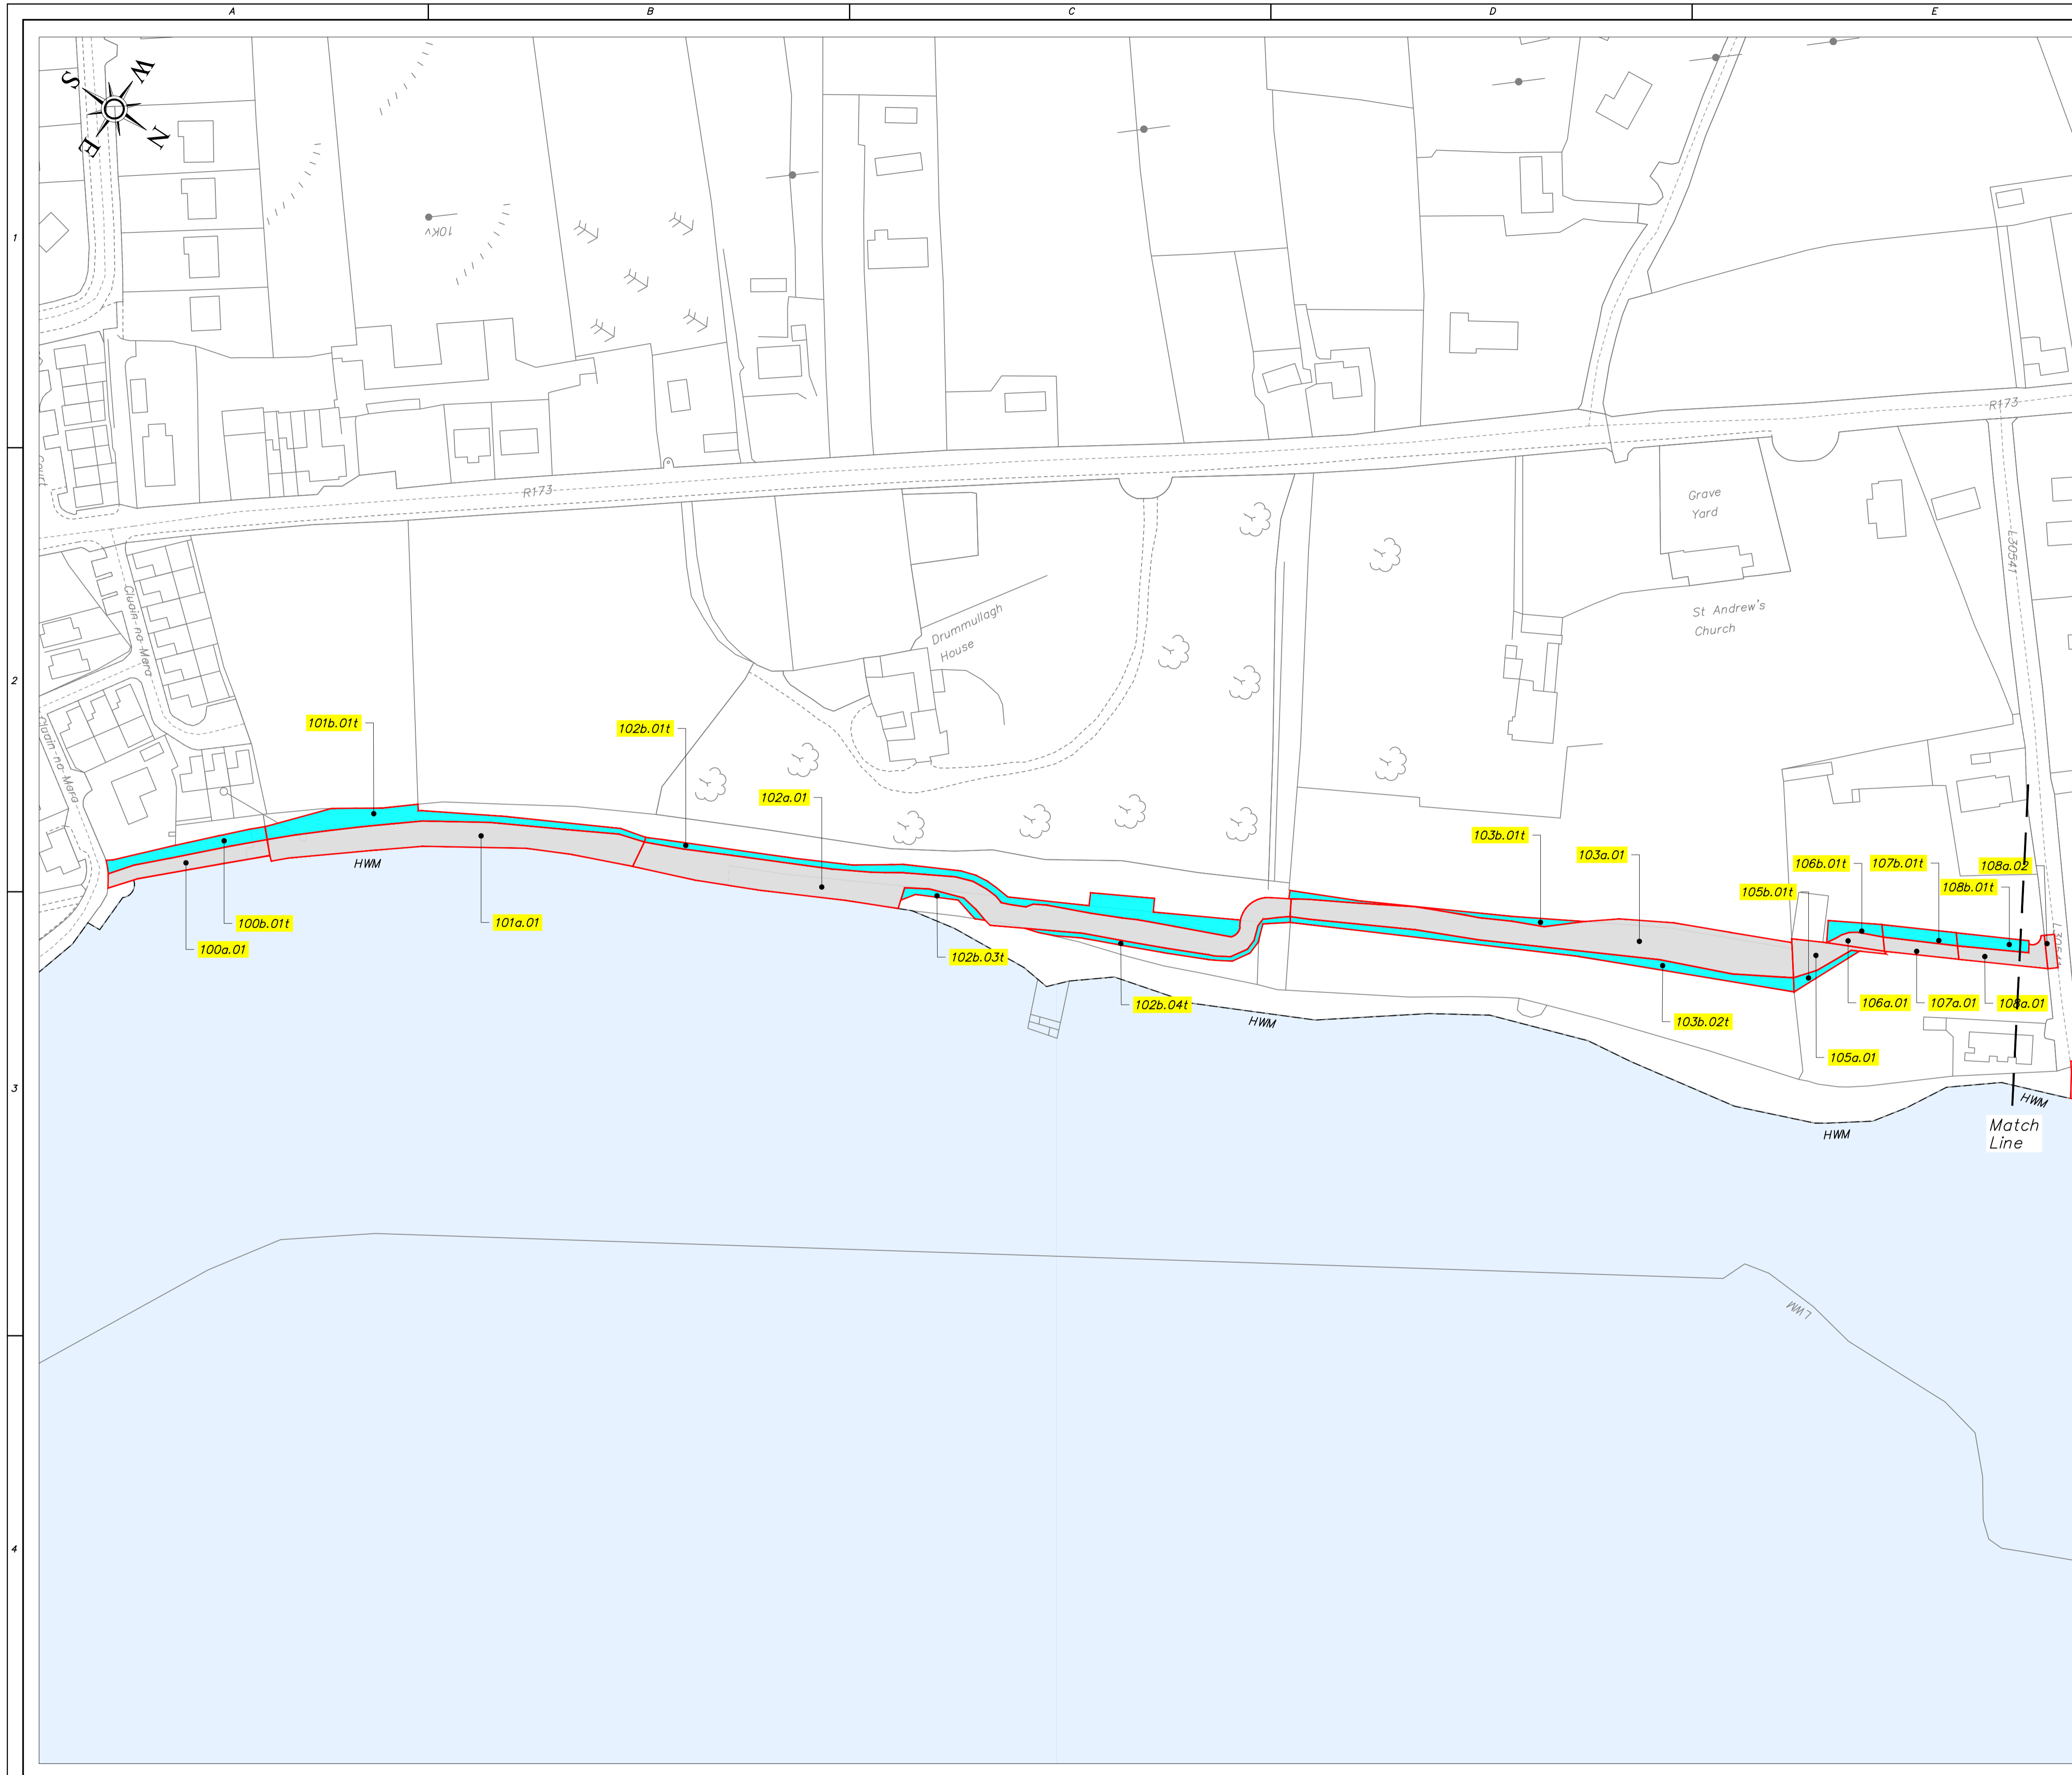 A
B
C
D
E
1
2
3
4
S
W
E
N
10Kv
R173
R173
Court
Cluain na Mara
Cluain na Mara
Grave
Yard
St Andrew's
Church
L30541
L30541
Drummullagh
House
101b.01t
102b.01t
102a.01
103b.01t
103a.01
106b.01t
107b.01t
108a.02
105b.01t
108b.01t
100b.01t
100a.01
101a.01
102b.03t
102b.04t
103b.02t
106a.01
107a.01
108a.01
105a.01
HWM
HWM
HWM
HWM
Match
Line
LWM